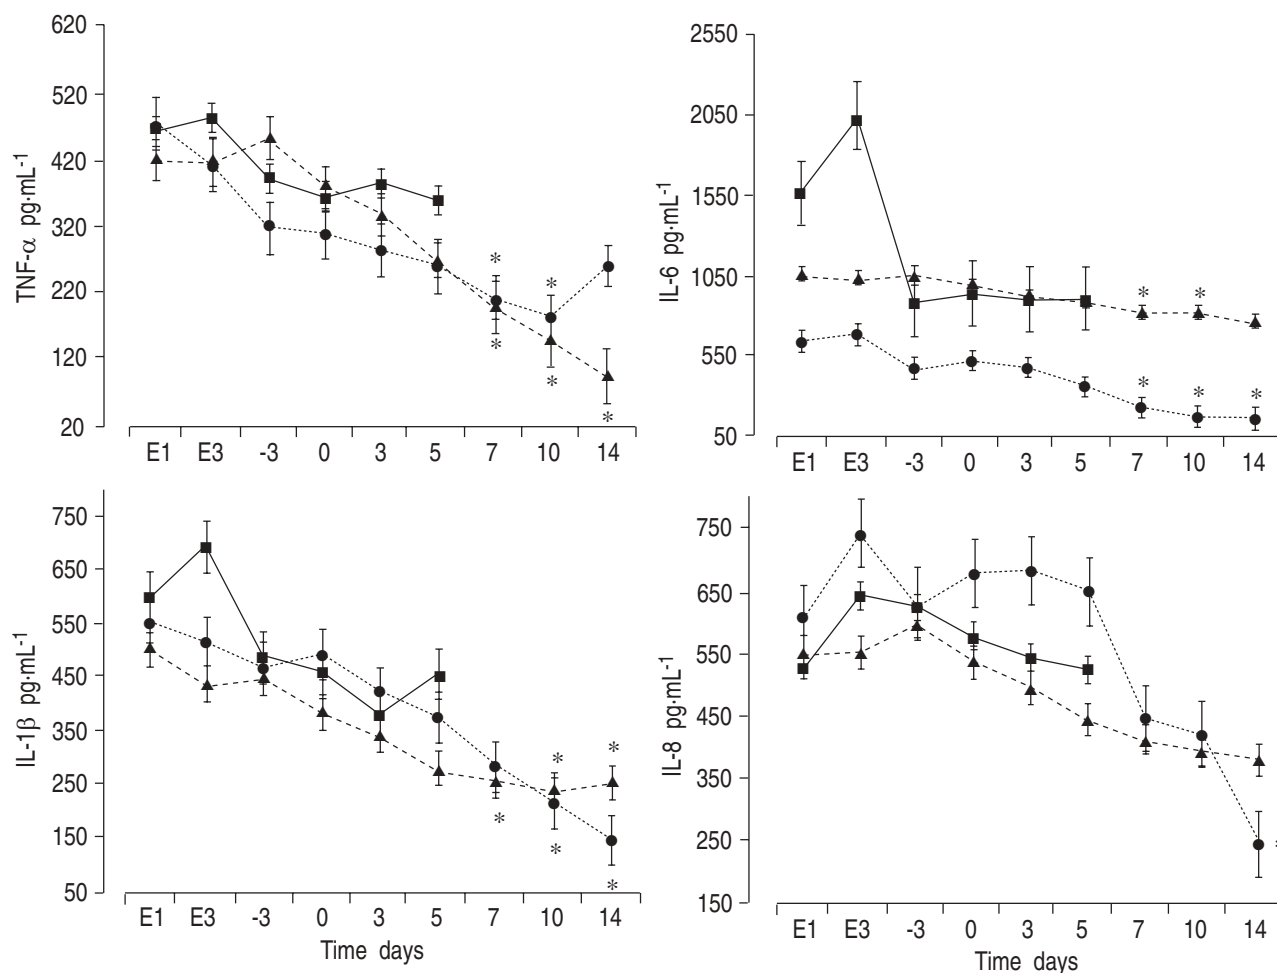 620
520
420
320
220
120
20
TNF-α pg·mL-1
* * * * *
E1 E3 -3 0 3 5 7 10 14
2550
2050
1550
1050
550
50
IL-6 pg·mL-1
* *
* * *
E1 E3 -3 0 3 5 7 10 14
750
650
550
450
350
250
150
50
IL-1β pg·mL-1
* *
* * *
E1 E3 -3 0 3 5 7 10 14
Time days
750
650
550
450
350
250
150
IL-8 pg·mL-1
*
E1 E3 -3 0 3 5 7 10 14
Time days